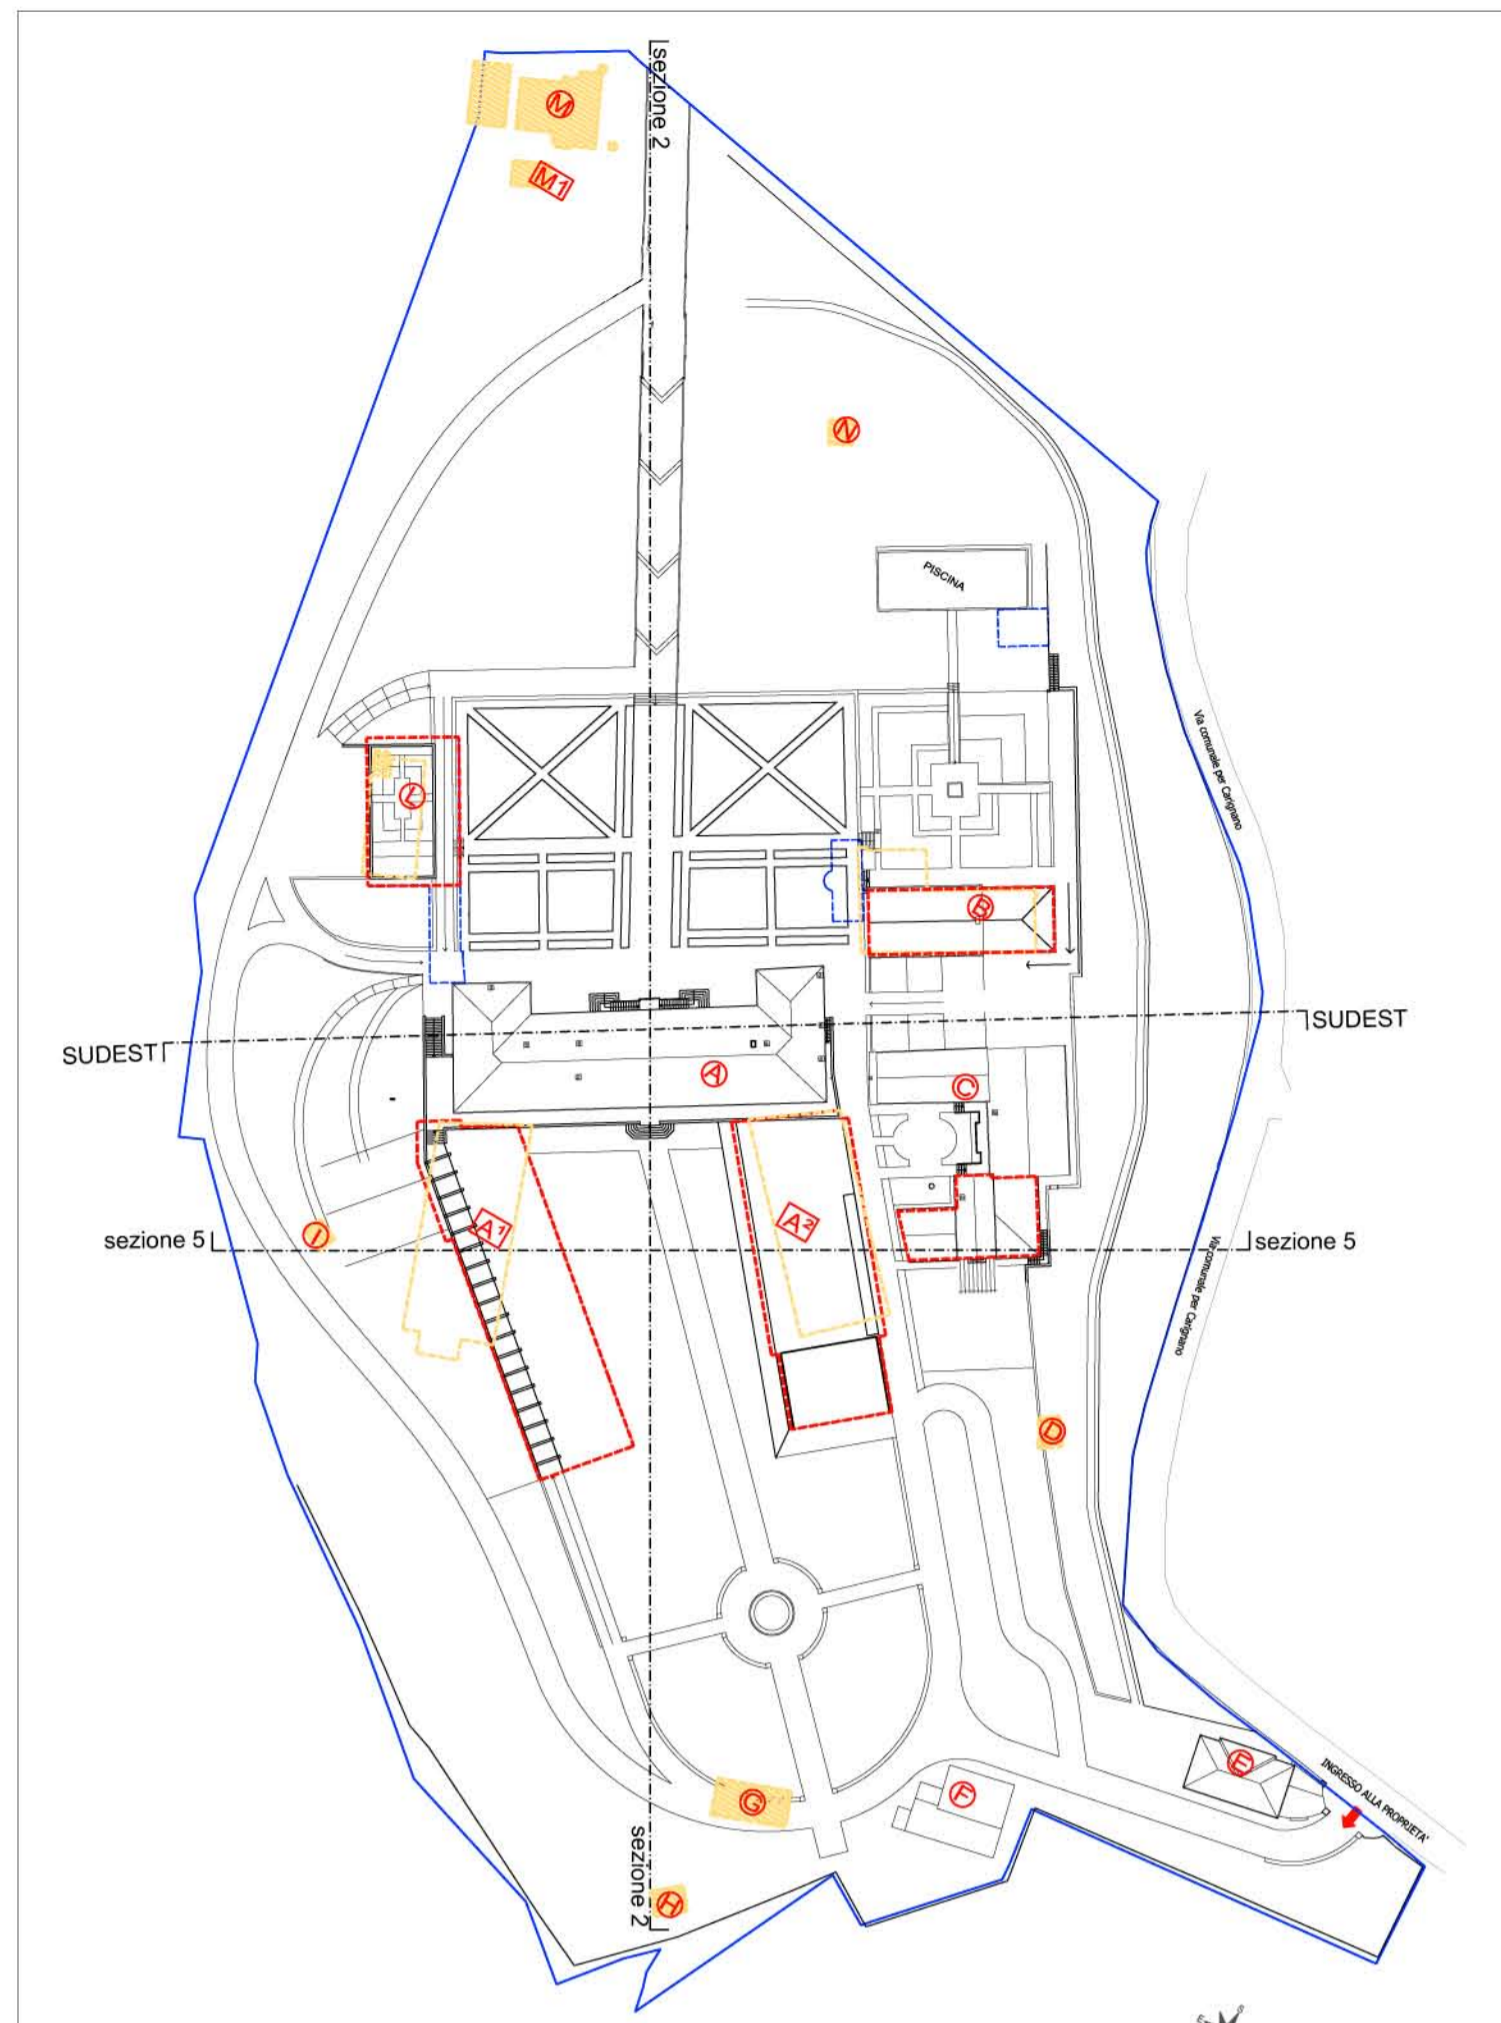 sezione 2
M
M1
N
PISCINA
Via comunale per Carignano
L
B
SUDEST
SUDEST
A
C
A1
A2
I
sezione 5
sezione 5
Via comunale per Carignano
D
E
INGRESSO ALLA PROPRIETA'
F
G
sezione 2
H
E
S